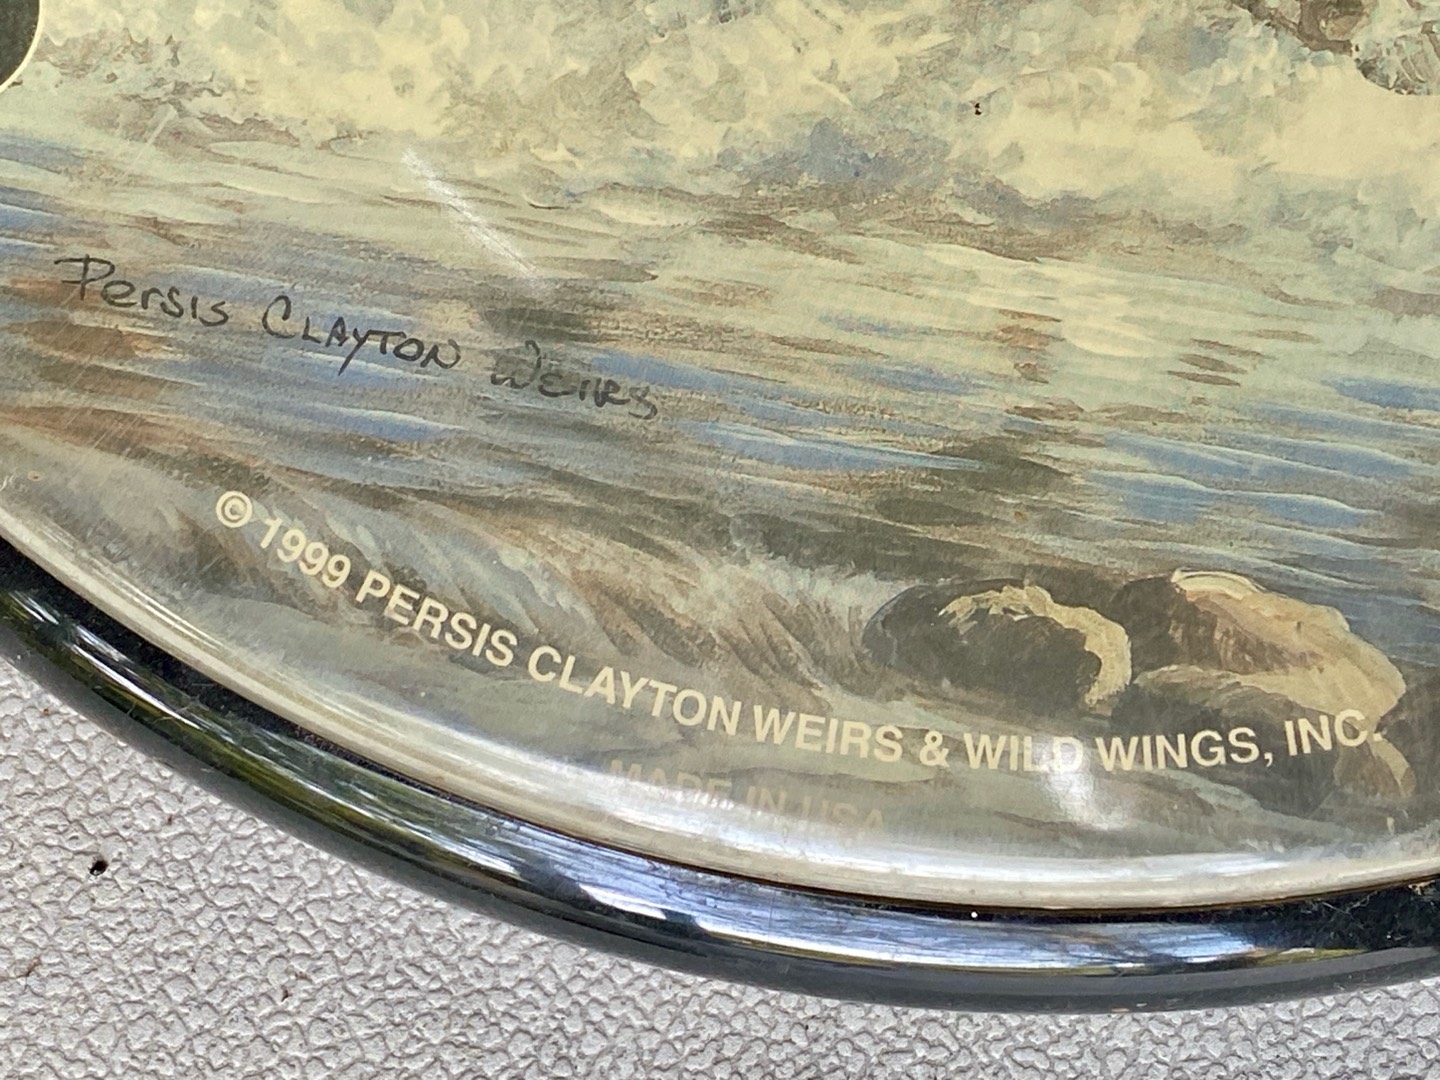 Persis Clayton Weirs
© 1999 PERSIS CLAYTON WEIRS & WILD WINGS, INC.
MADE IN USA